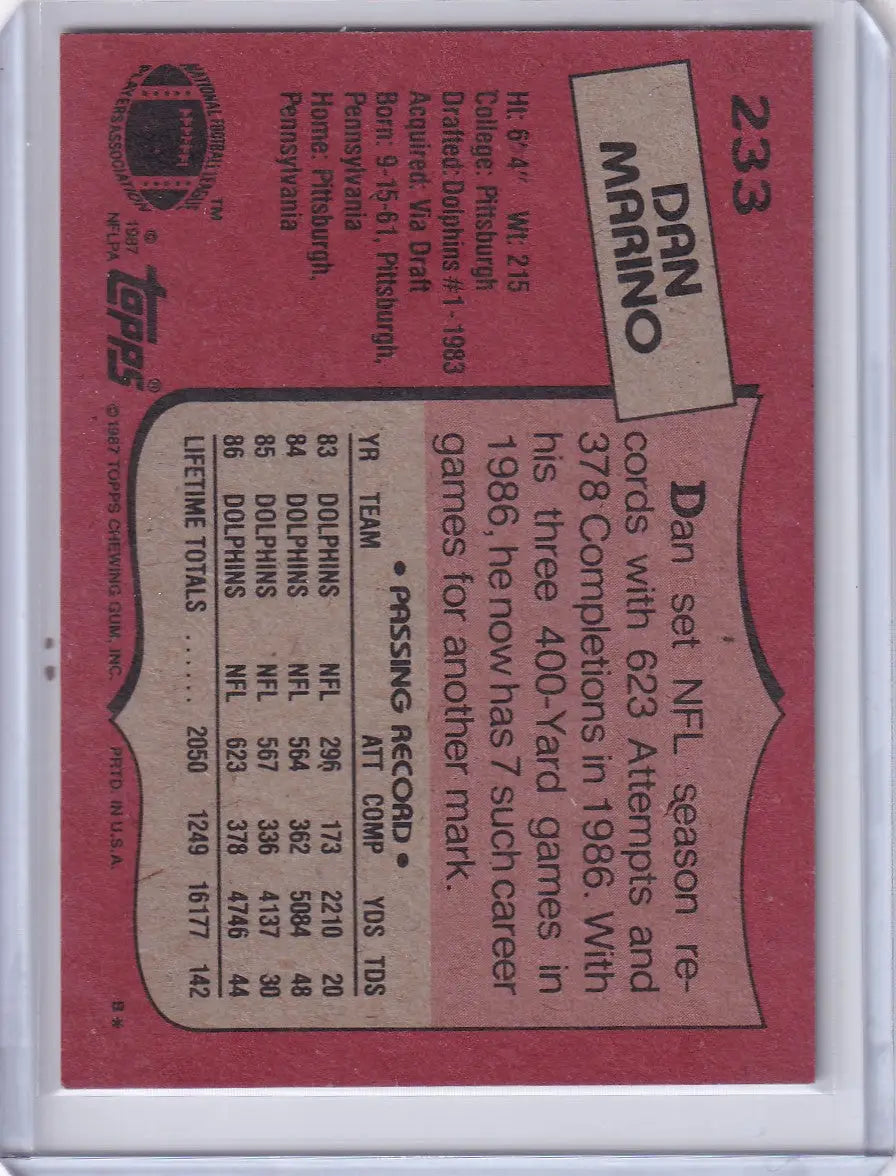 233
DAN
MARINO
Ht: 6'4" Wt: 215
College: Pittsburgh
Drafted: Dolphins #1-1983
Acquired: Via Draft
Born: 9-15-61, Pittsburgh,
Pennsylvania
Home: Pittsburgh,
Pennsylvania
NATIONAL FOOTBALL LEAGUE
PLAYERS ASSOCIATION
TM
©
1987
NFLPA
topps®
Dan set NFL season re-
cords with 623 Attempts and
378 Completions in 1986. With
his three 400-Yard games in
1986, he now has 7 such career
games for another mark.
• PASSING RECORD •
YR TEAM ATT COMP YDS TDS
83 DOLPHINS NFL 296 173 2210 20
84 DOLPHINS NFL 564 362 5084 48
85 DOLPHINS NFL 567 336 4137 30
86 DOLPHINS NFL 623 378 4746 44
LIFETIME TOTALS ...... 2050 1249 16177 142
© 1987 TOPPS CHEWING GUM, INC. PRTD. IN U.S.A. B*